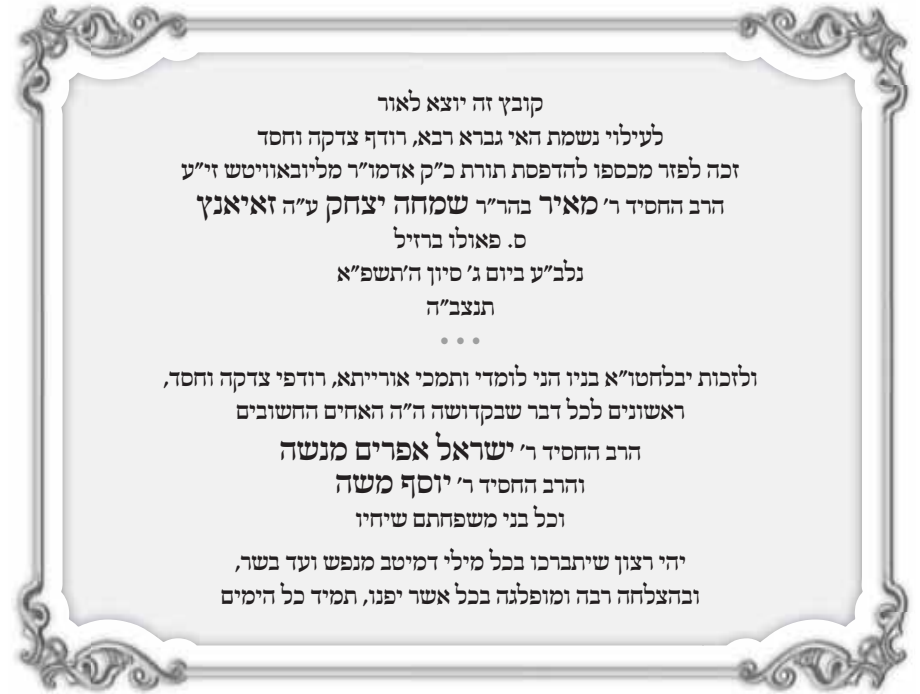 קובץ זה יוצא לאור
לעילוי נשמת האי גברא רבא, רודף צדקה וחסד
זכה לפזר מכספו להדפסת תורת כ״ק אדמו״ר מליובאוויטש זי״ע
הרב החסיד ר׳ מאיר בהר״ר שמחה יצחק ע״ה זאיאנץ
ס. פאולו ברזיל
נלב״ע ביום ג׳ סיון ה׳תשפ״א
תנצב״ה
• • •
ולזכות יבלחטו״א בניו הני לומדי ותמכי אורייתא, רודפי צדקה וחסד,
ראשונים לכל דבר שבקדושה ה״ה האחים החשובים
הרב החסיד ר׳ ישראל אפרים מנשה
והרב החסיד ר׳ יוסף משה
וכל בני משפחתם שיחיו
יהי רצון שיתברכו בכל מילי דמיטב מנפש ועד בשר,
ובהצלחה רבה ומופלגה בכל אשר יפנו, תמיד כל הימים